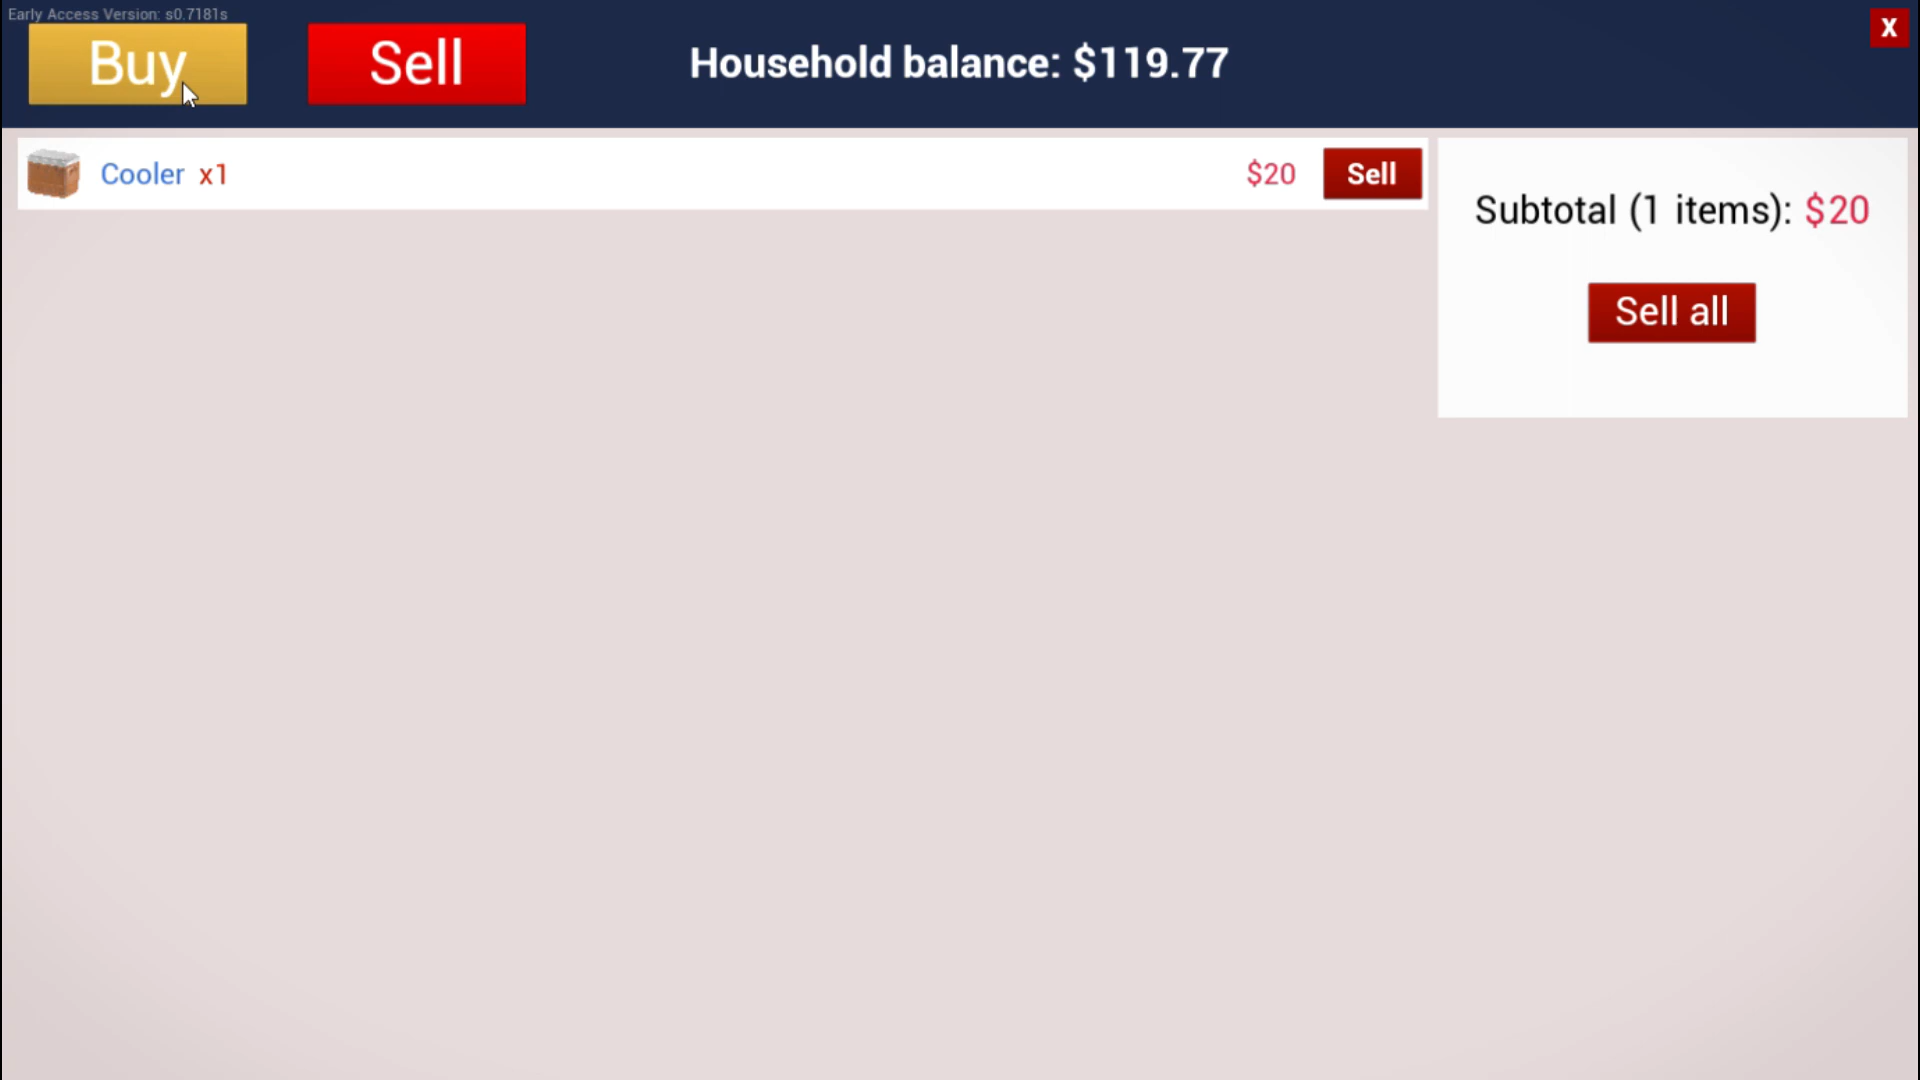 Early Access Version: s0.7181s
Buy
Sell
Household balance: $119.77
X
Cooler x1
$20
Sell
Subtotal (1 items): $20
Sell all